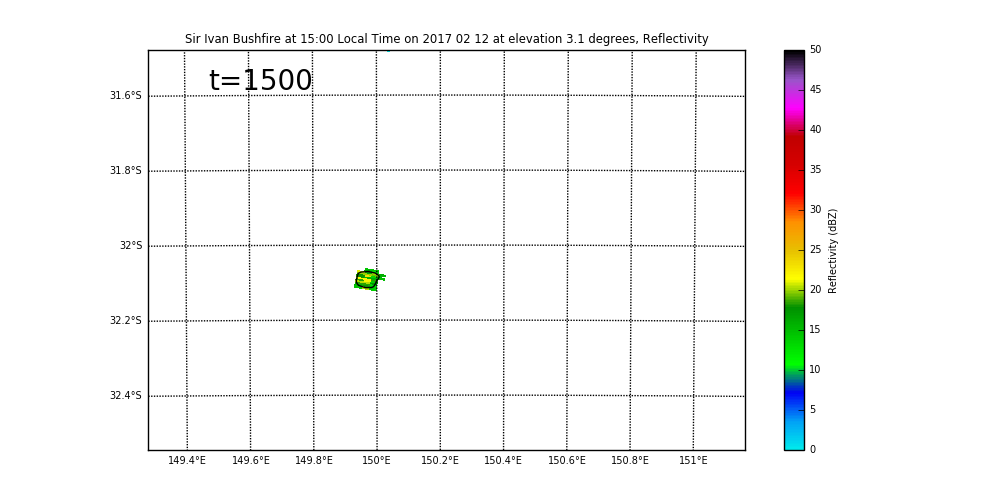 Sir Ivan Bushfire at 15:00 Local Time on 2017 02 12 at elevation 3.1 degrees, Reflectivity
t=1500
31.6°S
31.8°S
32°S
32.2°S
32.4°S
149.4°E 149.6°E 149.8°E 150°E 150.2°E 150.4°E 150.6°E 150.8°E 151°E
50
45
40
35
30
25
20
15
10
5
0
Reflectivity (dBZ)